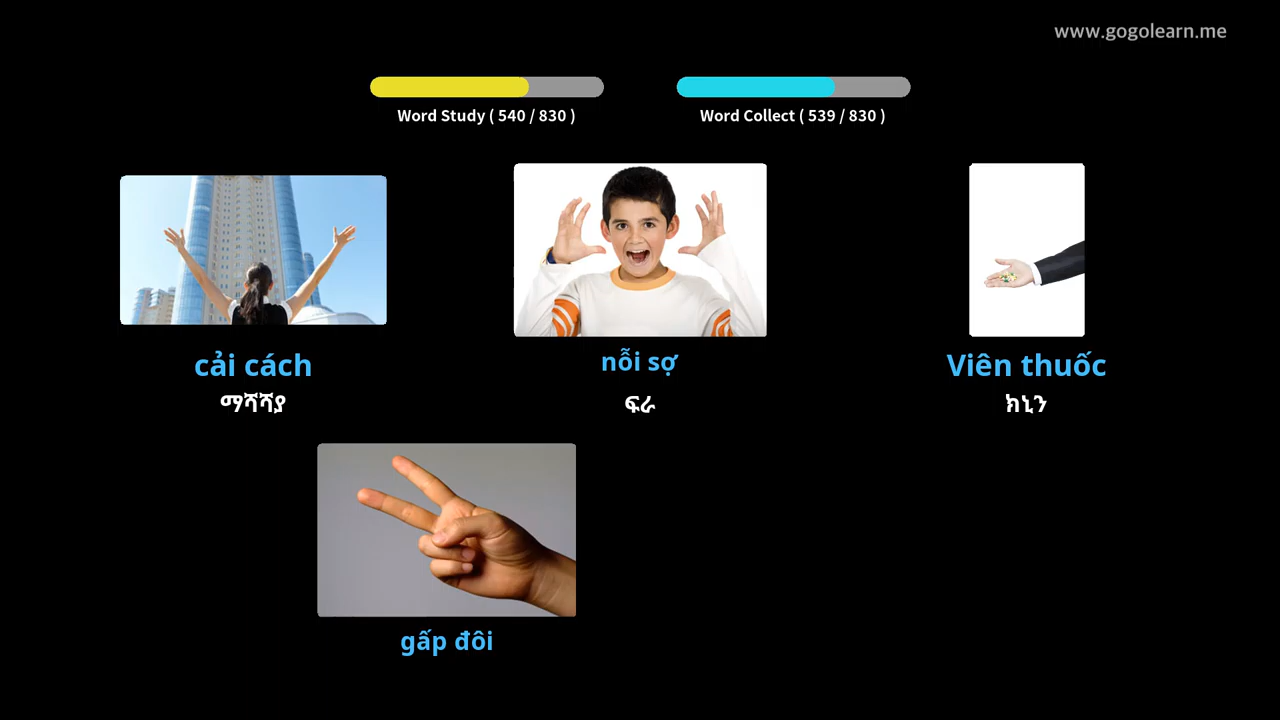 www.gogolearn.me
Word Study ( 540 / 830 )
Word Collect ( 539 / 830 )
cải cách
ማሻሻያ
nỗi sợ
ፍራ
Viên thuốc
ክኒን
gấp đôi